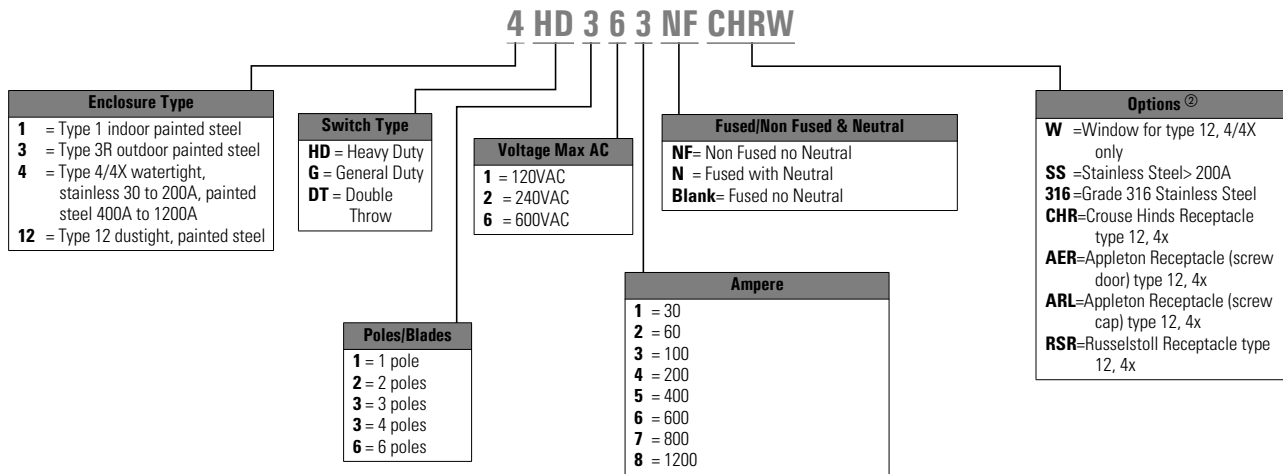 4 HD 3 6 3 NF CHRW
Enclosure Type
1 = Type 1 indoor painted steel
3 = Type 3R outdoor painted steel
4 = Type 4/4X watertight,
stainless 30 to 200A, painted
steel 400A to 1200A
12 = Type 12 dustight, painted steel
Switch Type
HD = Heavy Duty
G = General Duty
DT = Double
Throw
Voltage Max AC
1 = 120VAC
2 = 240VAC
6 = 600VAC
Fused/Non Fused & Neutral
NF= Non Fused no Neutral
N = Fused with Neutral
Blank= Fused no Neutral
Options ②
W =Window for type 12, 4/4X
only
SS =Stainless Steel> 200A
316 =Grade 316 Stainless Steel
CHR=Crouse Hinds Receptacle
type 12, 4x
AER=Appleton Receptacle (screw
door) type 12, 4x
ARL=Appleton Receptacle (screw
cap) type 12, 4x
RSR=Russelstoll Receptacle type
12, 4x
Poles/Blades
1 = 1 pole
2 = 2 poles
3 = 3 poles
3 = 4 poles
6 = 6 poles
Ampere
1 = 30
2 = 60
3 = 100
4 = 200
5 = 400
6 = 600
7 = 800
8 = 1200